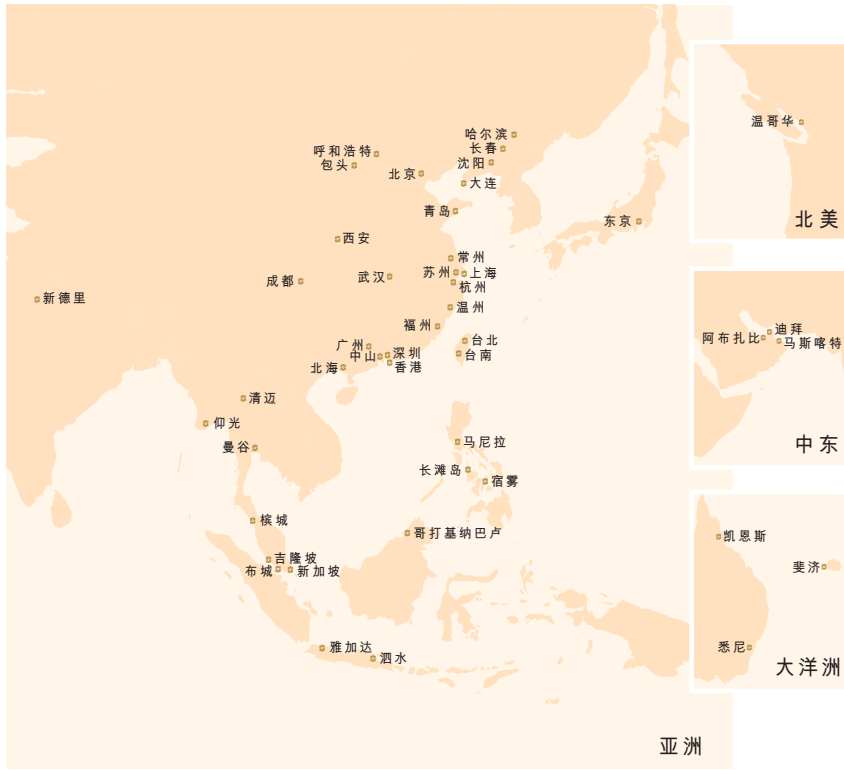 哈尔滨
长春
呼和浩特
沈阳
包头
北京
大连
青岛
东京
西安
常州
苏州
上海
武汉
成都
杭州
新德里
温州
福州
台北
广州
深圳
台南
中山
香港
北海
清迈
仰光
马尼拉
曼谷
长滩岛
宿雾
槟城
哥打基纳巴卢
吉隆坡
布城
新加坡
雅加达
泗水
亚洲
温哥华
北美
迪拜
阿布扎比
马斯喀特
中东
凯恩斯
斐济
悉尼
大洋洲